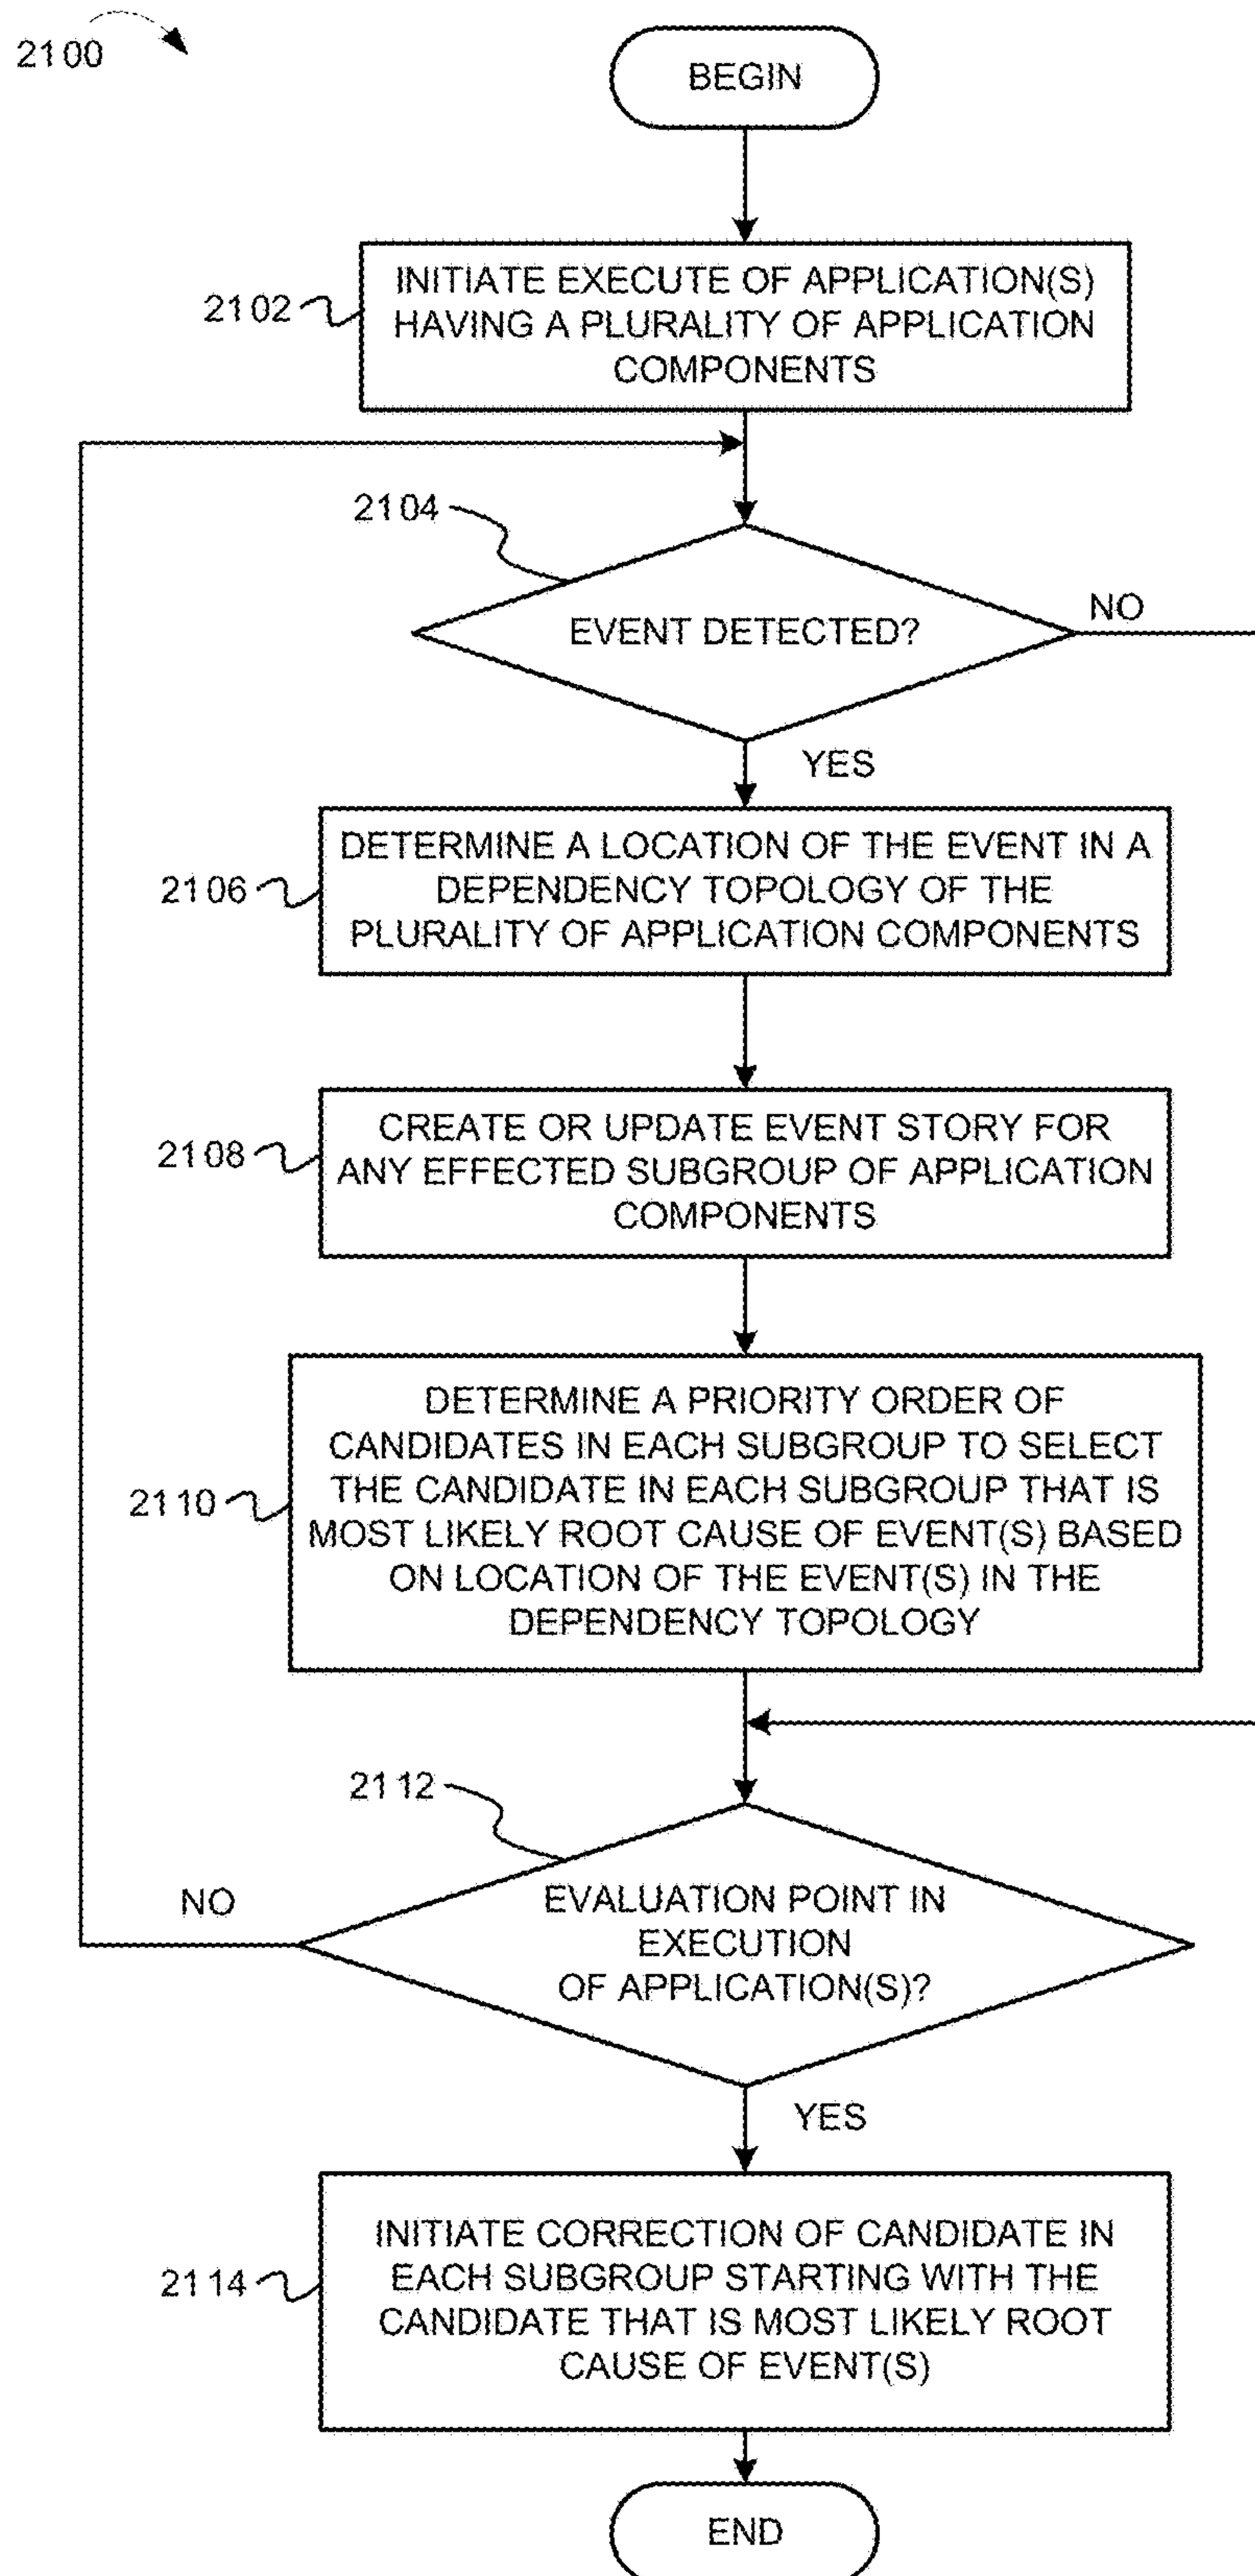 2100
BEGIN
2102
INITIATE EXECUTE OF APPLICATION(S)
HAVING A PLURALITY OF APPLICATION
COMPONENTS
2104
EVENT DETECTED?
NO
YES
2106
DETERMINE A LOCATION OF THE EVENT IN A
DEPENDENCY TOPOLOGY OF THE
PLURALITY OF APPLICATION COMPONENTS
2108
CREATE OR UPDATE EVENT STORY FOR
ANY EFFECTED SUBGROUP OF APPLICATION
COMPONENTS
2110
DETERMINE A PRIORITY ORDER OF
CANDIDATES IN EACH SUBGROUP TO SELECT
THE CANDIDATE IN EACH SUBGROUP THAT IS
MOST LIKELY ROOT CAUSE OF EVENT(S) BASED
ON LOCATION OF THE EVENT(S) IN THE
DEPENDENCY TOPOLOGY
2112
NO
EVALUATION POINT IN
EXECUTION
OF APPLICATION(S)?
YES
2114
INITIATE CORRECTION OF CANDIDATE IN
EACH SUBGROUP STARTING WITH THE
CANDIDATE THAT IS MOST LIKELY ROOT
CAUSE OF EVENT(S)
END